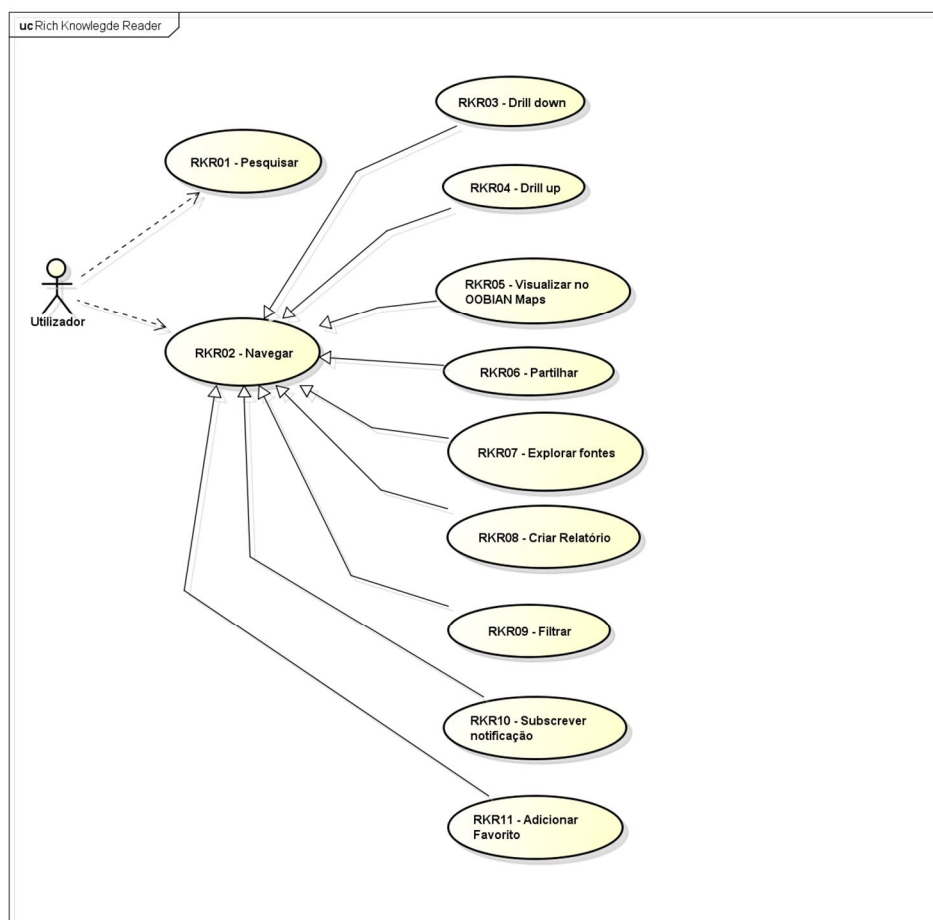 uc Rich Knowlegde Reader
RKR03 - Drill down
RKR01 - Pesquisar
RKR04 - Drill up
RKR05 - Visualizar no
OOBIAN Maps
Utilizador
RKR02 - Navegar
RKR06 - Partilhar
RKR07 - Explorar fontes
RKR08 - Criar Relatório
RKR09 - Filtrar
RKR10 - Subscrever
notificação
RKR11 - Adicionar
Favorito